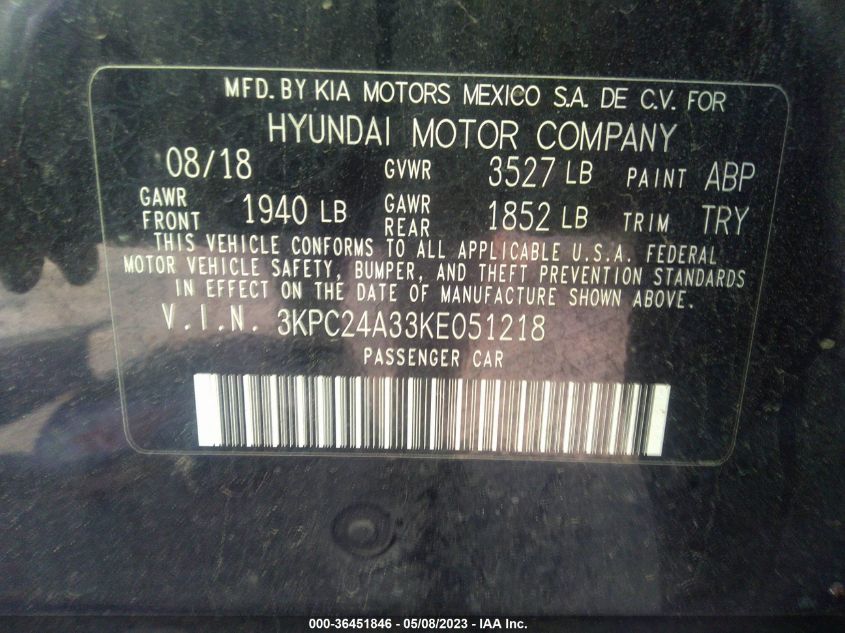 MFD. BY KIA MOTORS MEXICO S.A. DE C.V. FOR
HYUNDAI MOTOR COMPANY
08/18 GVWR 3527 LB PAINT ABP
GAWR FRONT 1940 LB GAWR REAR 1852 LB TRIM TRY
THIS VEHICLE CONFORMS TO ALL APPLICABLE U.S.A. FEDERAL
MOTOR VEHICLE SAFETY, BUMPER, AND THEFT PREVENTION STANDARDS
IN EFFECT ON THE DATE OF MANUFACTURE SHOWN ABOVE.
V.I.N. 3KPC24A33KE051218
PASSENGER CAR
000-36451846 / 05/08/2023 - IAA Inc.